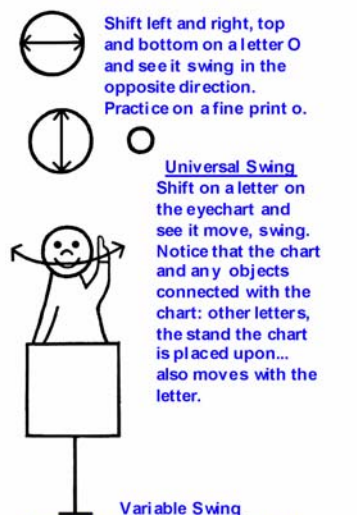 Shift left and right, top
and bottom on a letter O
and see it swing in the
opposite direction.
Practice on a fine print o.
Universal Swing
Shift on a letter on
the eyechart and
see it move, swing.
Notice that the chart
and any objects
connected with the
chart: other letters,
the stand the chart
is placed upon...
also moves with the
letter.
Variable Swing